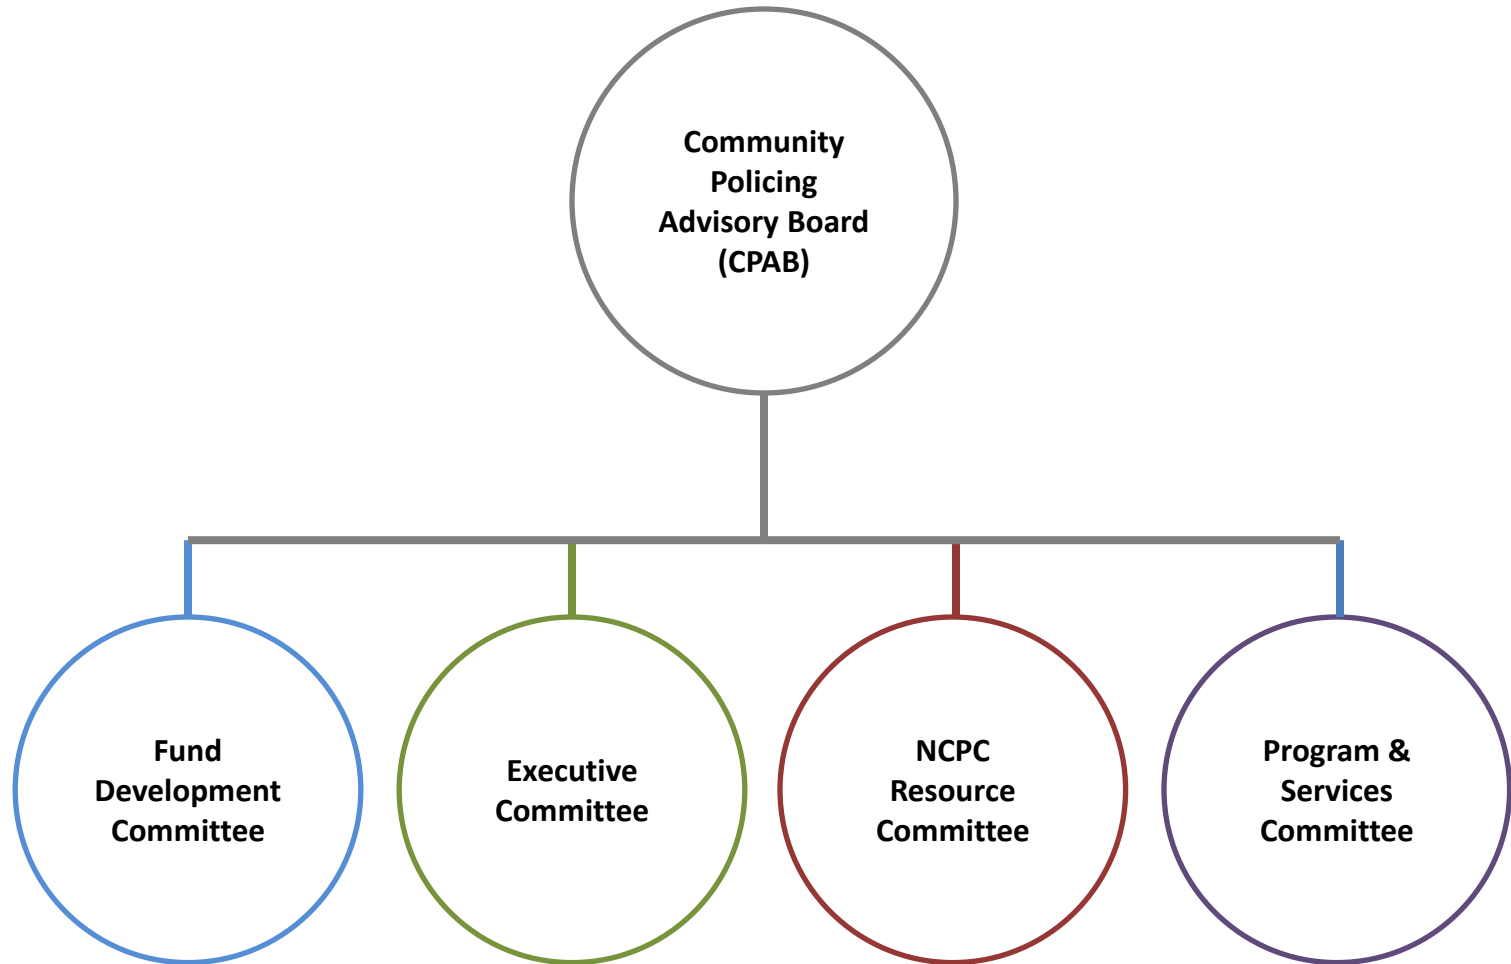 Community
Policing
Advisory Board
(CPAB)
Fund
Development
Committee
Executive
Committee
NCPC
Resource
Committee
Program &
Services
Committee